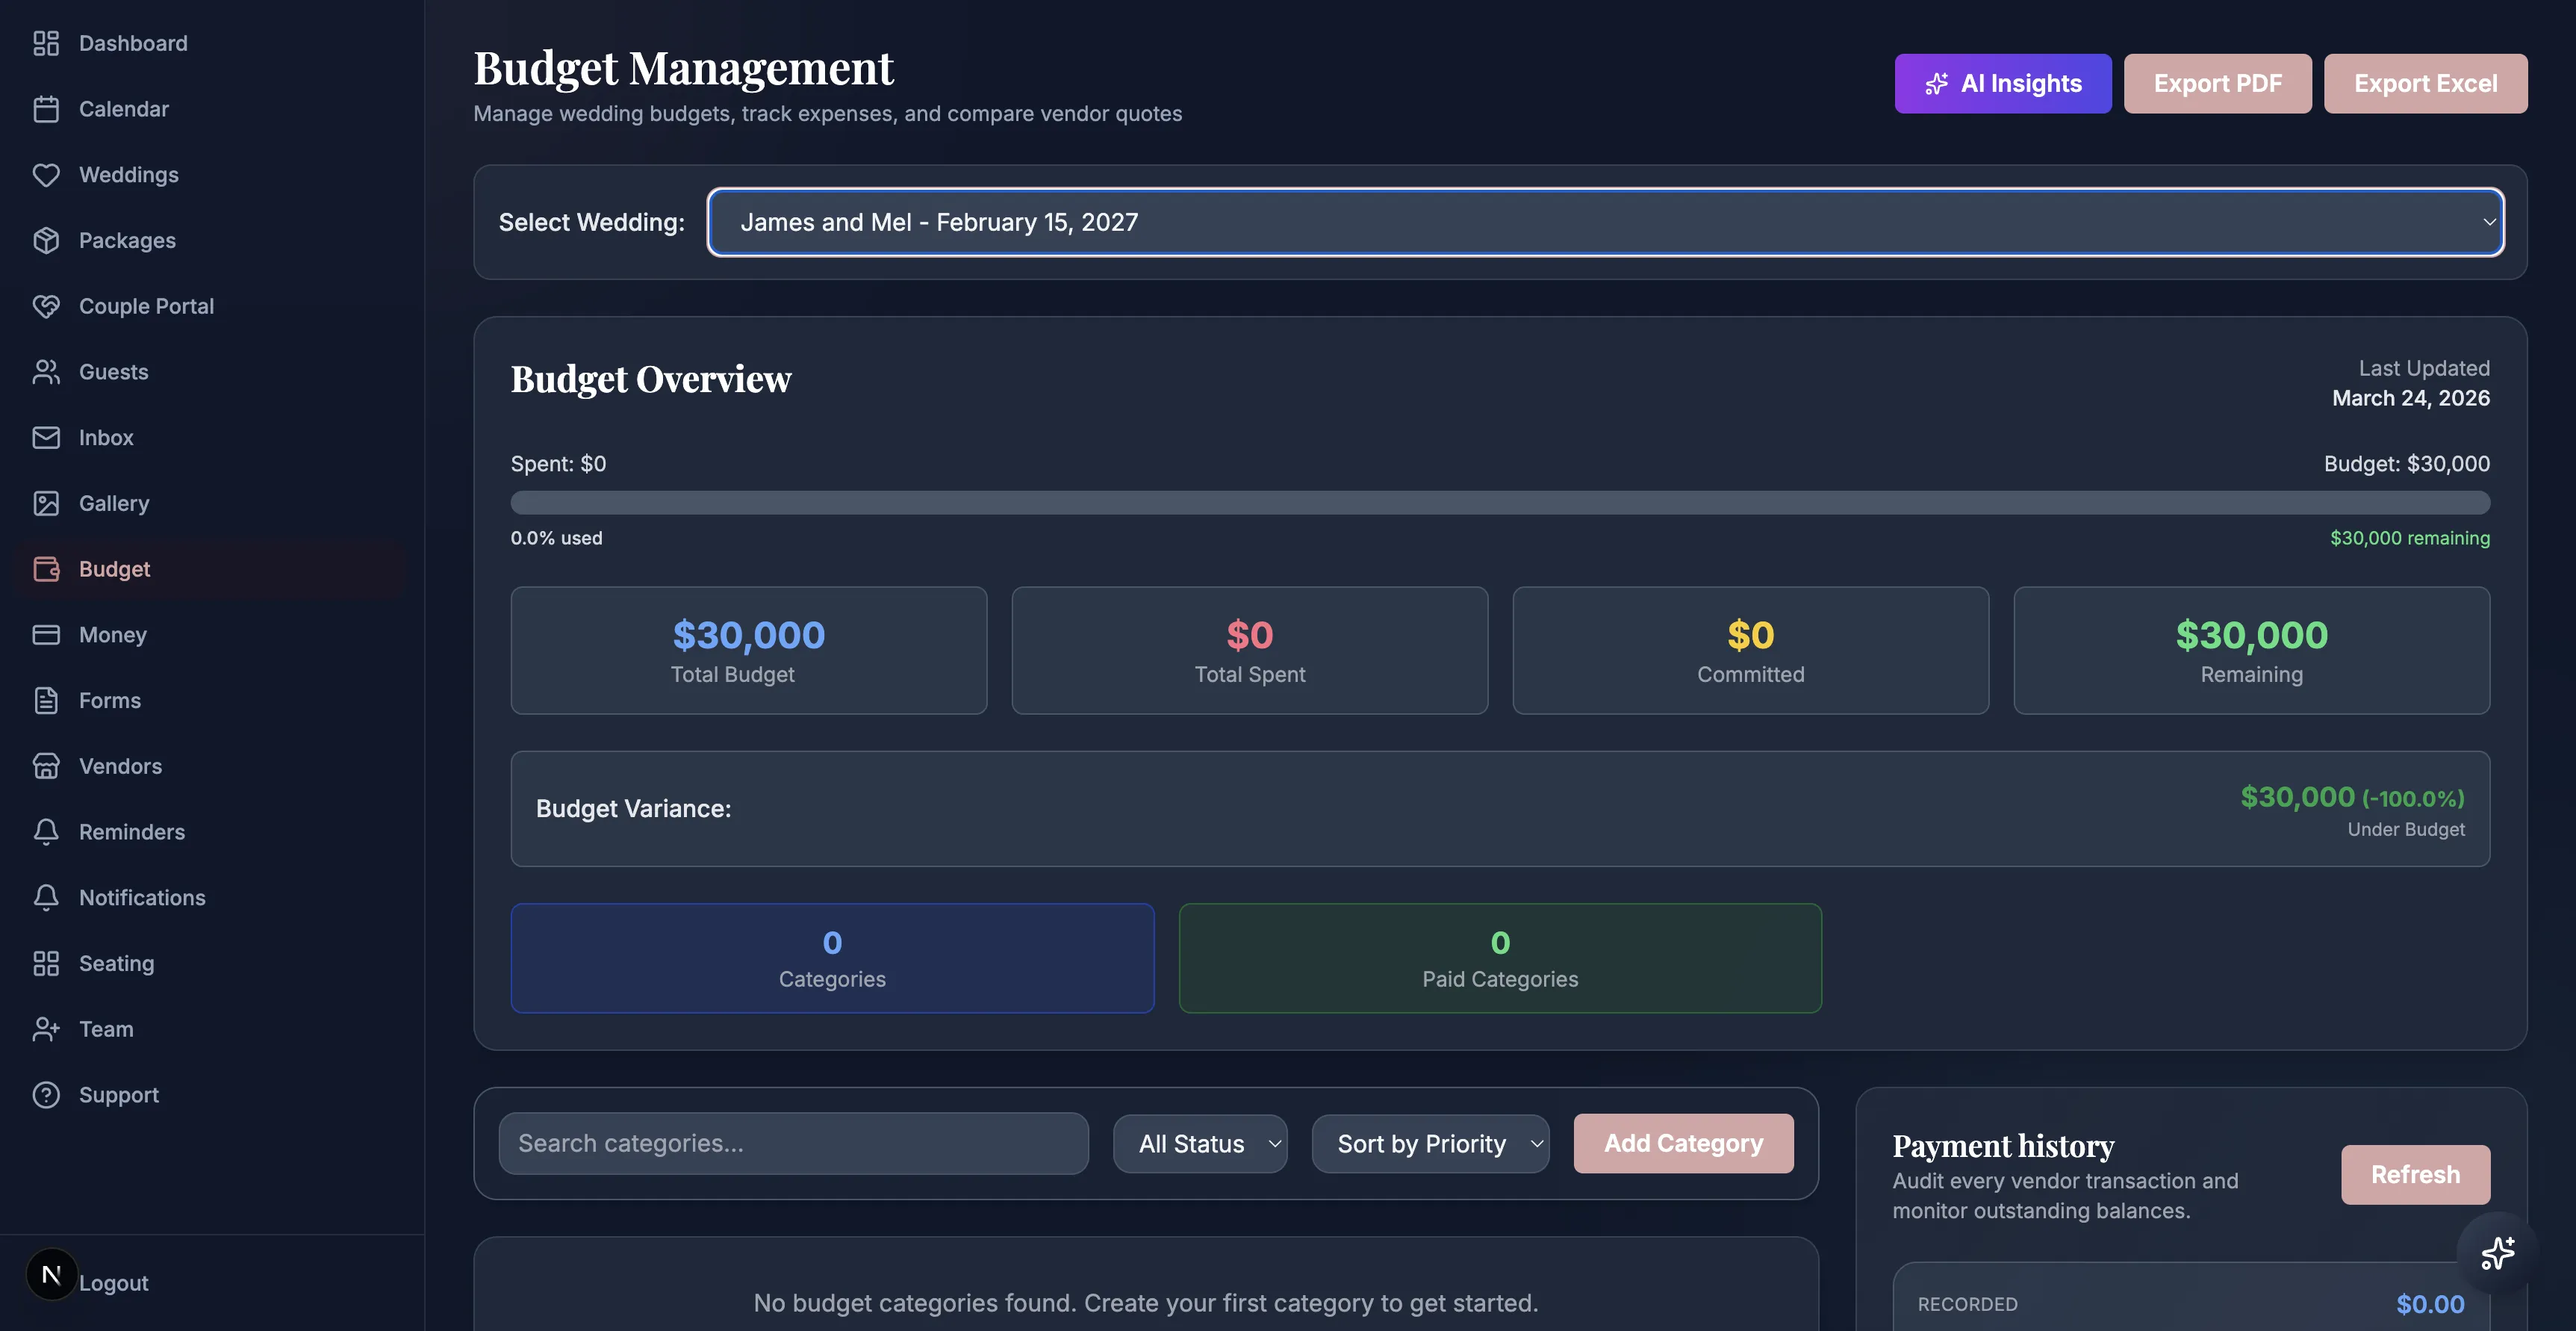 Dashboard
Calendar
Weddings
Packages
Couple Portal
Guests
Inbox
Gallery
Budget
Money
Forms
Vendors
Reminders
Notifications
Seating
Team
Support
N
Logout
Budget Management
Manage wedding budgets, track expenses, and compare vendor quotes
AI Insights
Export PDF
Export Excel
Select Wedding:
James and Mel - February 15, 2027
Budget Overview
Last Updated
March 24, 2026
Spent: $0
Budget: $30,000
0.0% used
$30,000 remaining
$30,000
Total Budget
$0
Total Spent
$0
Committed
$30,000
Remaining
Budget Variance:
$30,000 (-100.0%)
Under Budget
0
Categories
0
Paid Categories
Search categories...
All Status
Sort by Priority
Add Category
No budget categories found. Create your first category to get started.
Payment history
Audit every vendor transaction and
monitor outstanding balances.
Refresh
RECORDED
$0.00